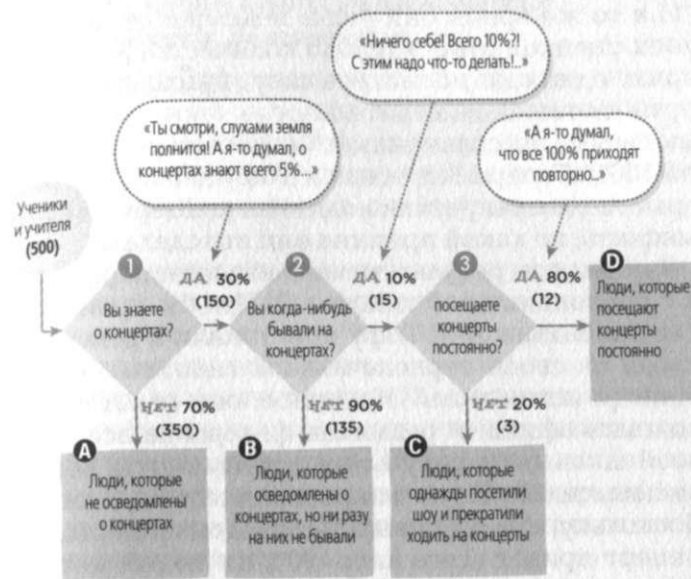 «Ничего себе! Всего 10%?!
С этим надо что-то делать!..»
«Ты смотри, слухами земля
полнится! А я-то думал, о
концертах знают всего 5%...»
«А я-то думал,
что все 100% приходят
повторно...»
Ученики
и учителя
(500)
1
ДА 30%
(150)
2
ДА 10%
(15)
3
ДА 80%
(12)
D
Вы знаете
о концертах?
Вы когда-нибудь
бывали на
концертах?
посещаете
концерты
постоянно?
Люди, которые
посещают
концерты
постоянно
НЕТ 70%
(350)
НЕТ 90%
(135)
НЕТ 20%
(3)
A
Люди, которые
не осведомлены
о концертах
B
Люди, которые
осведомлены о
концертах, но ни разу
на них не бывали
C
Люди, которые
однажды посетили
шоу и прекратили
ходить на концерты